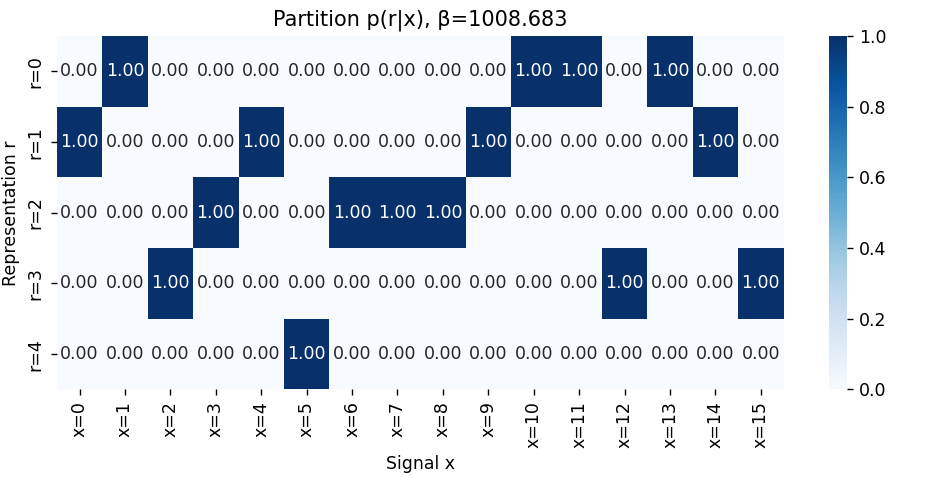 Partition p(r|x), β=1008.683
Representation r
r=0 0.00 1.00 0.00 0.00 0.00 0.00 0.00 0.00 0.00 0.00 1.00 1.00 0.00 1.00 0.00 0.00
r=1 1.00 0.00 0.00 0.00 1.00 0.00 0.00 0.00 0.00 1.00 0.00 0.00 0.00 0.00 1.00 0.00
r=2 0.00 0.00 0.00 1.00 0.00 0.00 1.00 1.00 1.00 0.00 0.00 0.00 0.00 0.00 0.00 0.00
r=3 0.00 0.00 1.00 0.00 0.00 0.00 0.00 0.00 0.00 0.00 0.00 0.00 1.00 0.00 0.00 1.00
r=4 0.00 0.00 0.00 0.00 0.00 1.00 0.00 0.00 0.00 0.00 0.00 0.00 0.00 0.00 0.00 0.00
x=0 x=1 x=2 x=3 x=4 x=5 x=6 x=7 x=8 x=9 x=10 x=11 x=12 x=13 x=14 x=15
Signal x
1.0
0.8
0.6
0.4
0.2
0.0